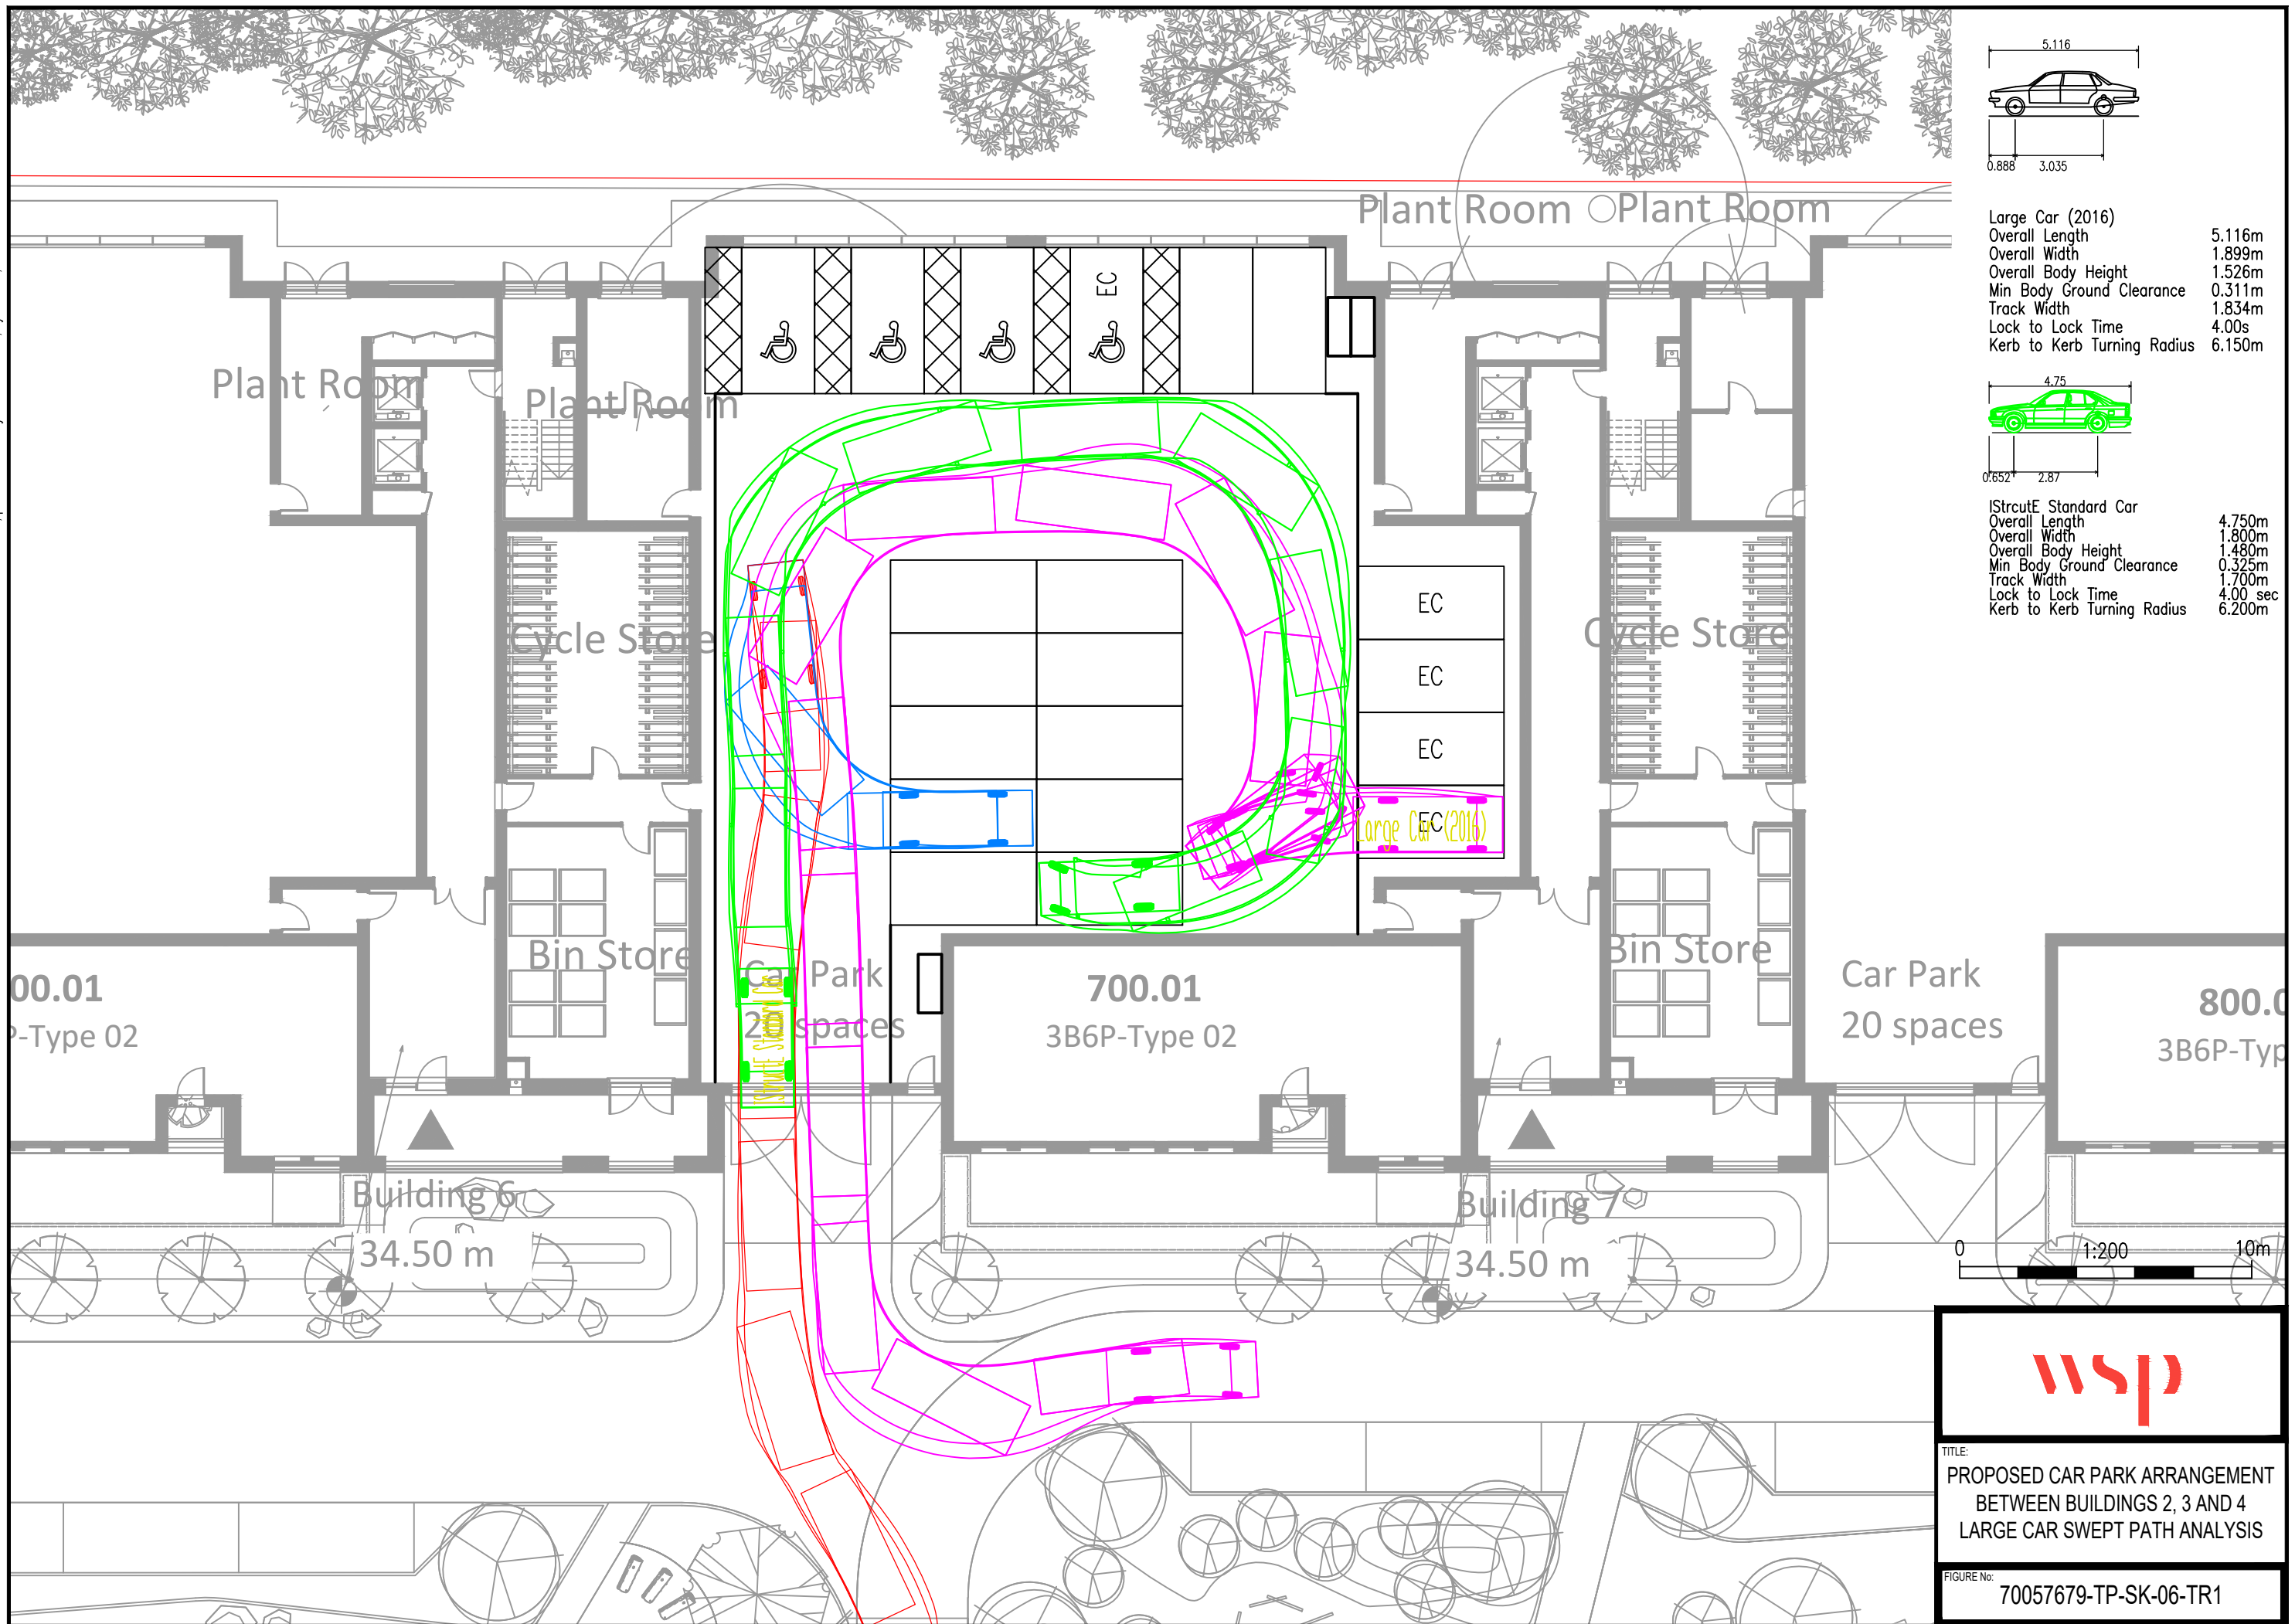 5.116
0.888 3.035
Large Car (2016)
Overall Length 5.116m
Overall Width 1.899m
Overall Body Height 1.526m
Min Body Ground Clearance 0.311m
Track Width 1.834m
Lock to Lock Time 4.00s
Kerb to Kerb Turning Radius 6.150m
4.75
0.652 2.87
IStrcutE Standard Car
Overall Length 4.750m
Overall Width 1.800m
Overall Body Height 1.480m
Min Body Ground Clearance 0.325m
Track Width 1.700m
Lock to Lock Time 4.00 sec
Kerb to Kerb Turning Radius 6.200m
Plant Room
Plant Room
EC
Plant Room
Plant Room
Cycle Store
EC
EC
EC
EC
Large Car (2016)
Cycle Store
Bin Store
Car Park
spaces
700.01
3B6P-Type 02
Bin Store
Car Park
20 spaces
00.01
P-Type 02
800.0
3B6P-Typ
Building 6
34.50 m
Building 7
34.50 m
0 1:200 10m
wsp
TITLE:
PROPOSED CAR PARK ARRANGEMENT
BETWEEN BUILDINGS 2, 3 AND 4
LARGE CAR SWEPT PATH ANALYSIS
FIGURE No:
70057679-TP-SK-06-TR1